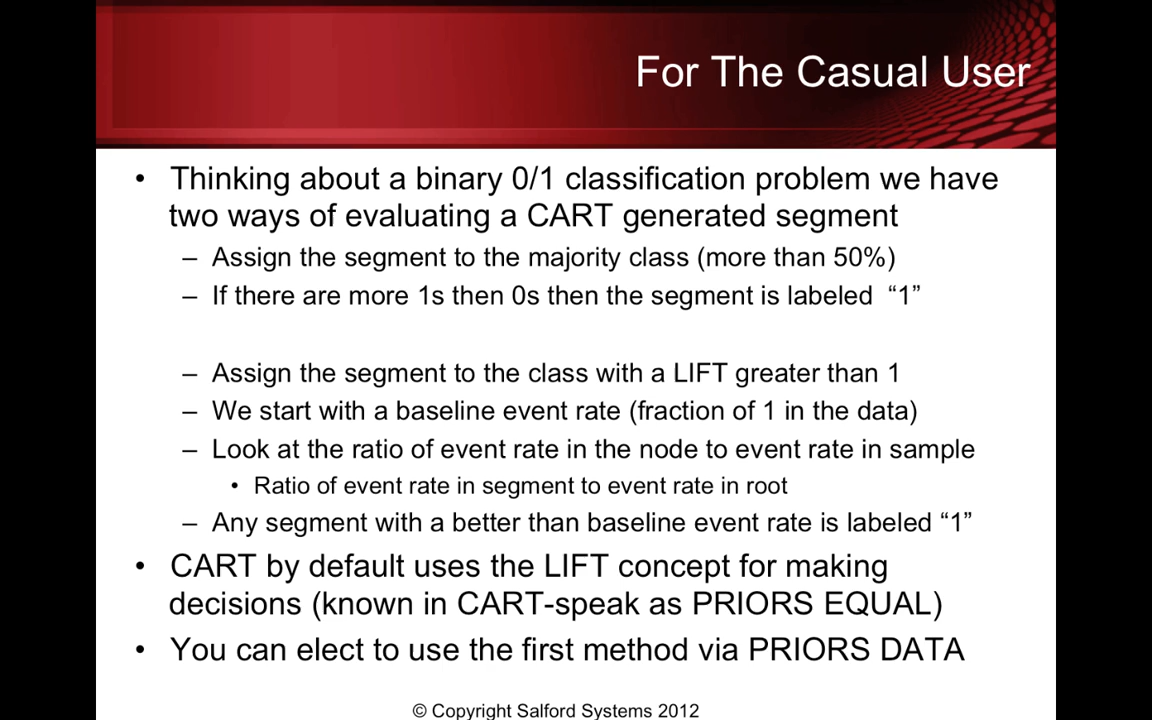 For The Casual User
• Thinking about a binary 0/1 classification problem we have
two ways of evaluating a CART generated segment
– Assign the segment to the majority class (more than 50%)
– If there are more 1s then 0s then the segment is labeled “1”
– Assign the segment to the class with a LIFT greater than 1
– We start with a baseline event rate (fraction of 1 in the data)
– Look at the ratio of event rate in the node to event rate in sample
• Ratio of event rate in segment to event rate in root
– Any segment with a better than baseline event rate is labeled “1”
• CART by default uses the LIFT concept for making
decisions (known in CART-speak as PRIORS EQUAL)
• You can elect to use the first method via PRIORS DATA
© Copyright Salford Systems 2012